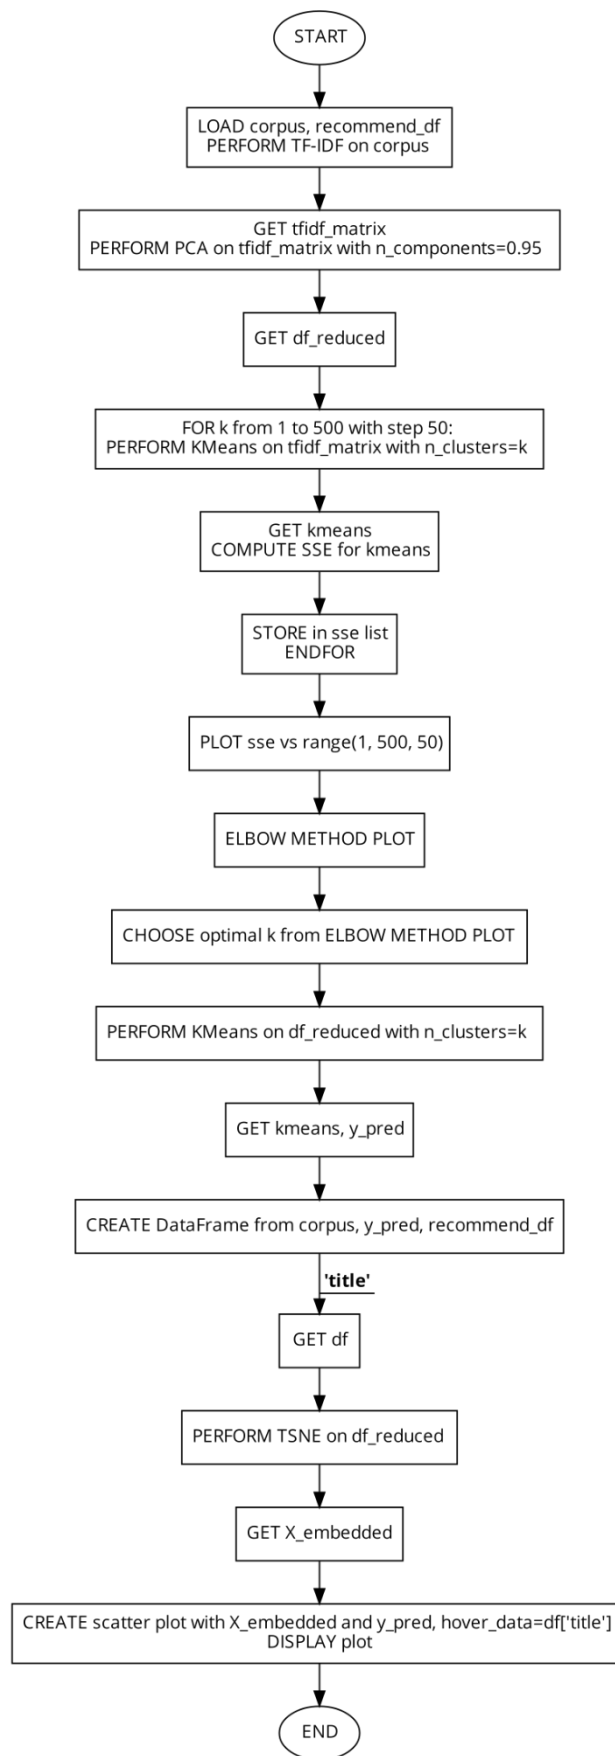 START
LOAD corpus, recommend_df
PERFORM TF-IDF on corpus
GET tfidf_matrix
PERFORM PCA on tfidf_matrix with n_components=0.95
GET df_reduced
FOR k from 1 to 500 with step 50:
PERFORM KMeans on tfidf_matrix with n_clusters=k
GET kmeans
COMPUTE SSE for kmeans
STORE in sse list
ENDFOR
PLOT sse vs range(1, 500, 50)
ELBOW METHOD PLOT
CHOOSE optimal k from ELBOW METHOD PLOT
PERFORM KMeans on df_reduced with n_clusters=k
GET kmeans, y_pred
CREATE DataFrame from corpus, y_pred, recommend_df
'title'
GET df
PERFORM TSNE on df_reduced
GET X_embedded
CREATE scatter plot with X_embedded and y_pred, hover_data=df['title']
DISPLAY plot
END